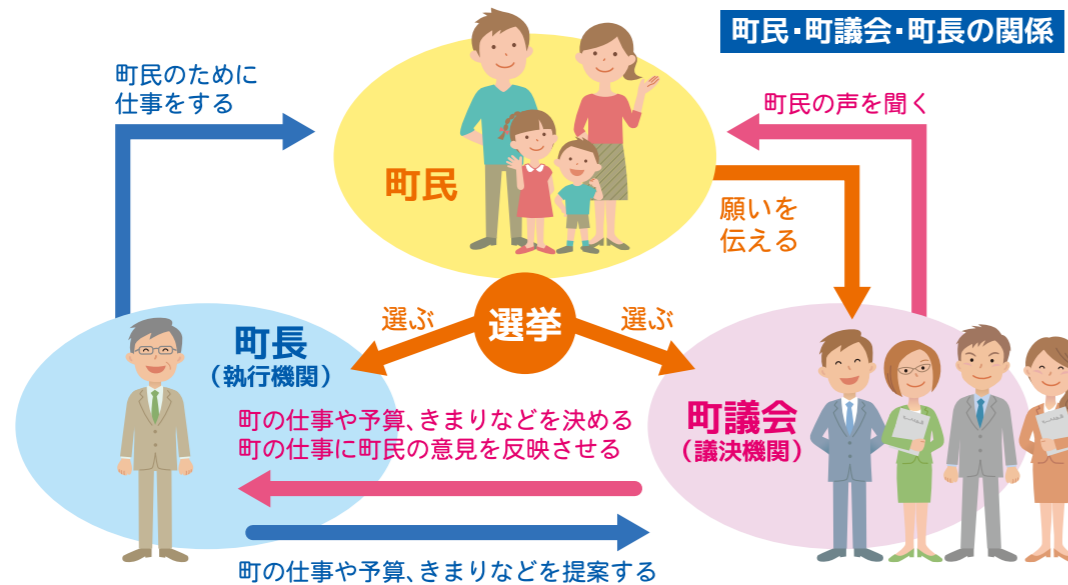 町民・町議会・町長の関係
町民のために
仕事をする
町民の声を聞く
町民
願いを
伝える
選挙
選ぶ
選ぶ
町長
（執行機関）
町議会
（議決機関）
町の仕事や予算、きまりなどを決める
町の仕事に町民の意見を反映させる
町の仕事や予算、きまりなどを提案する